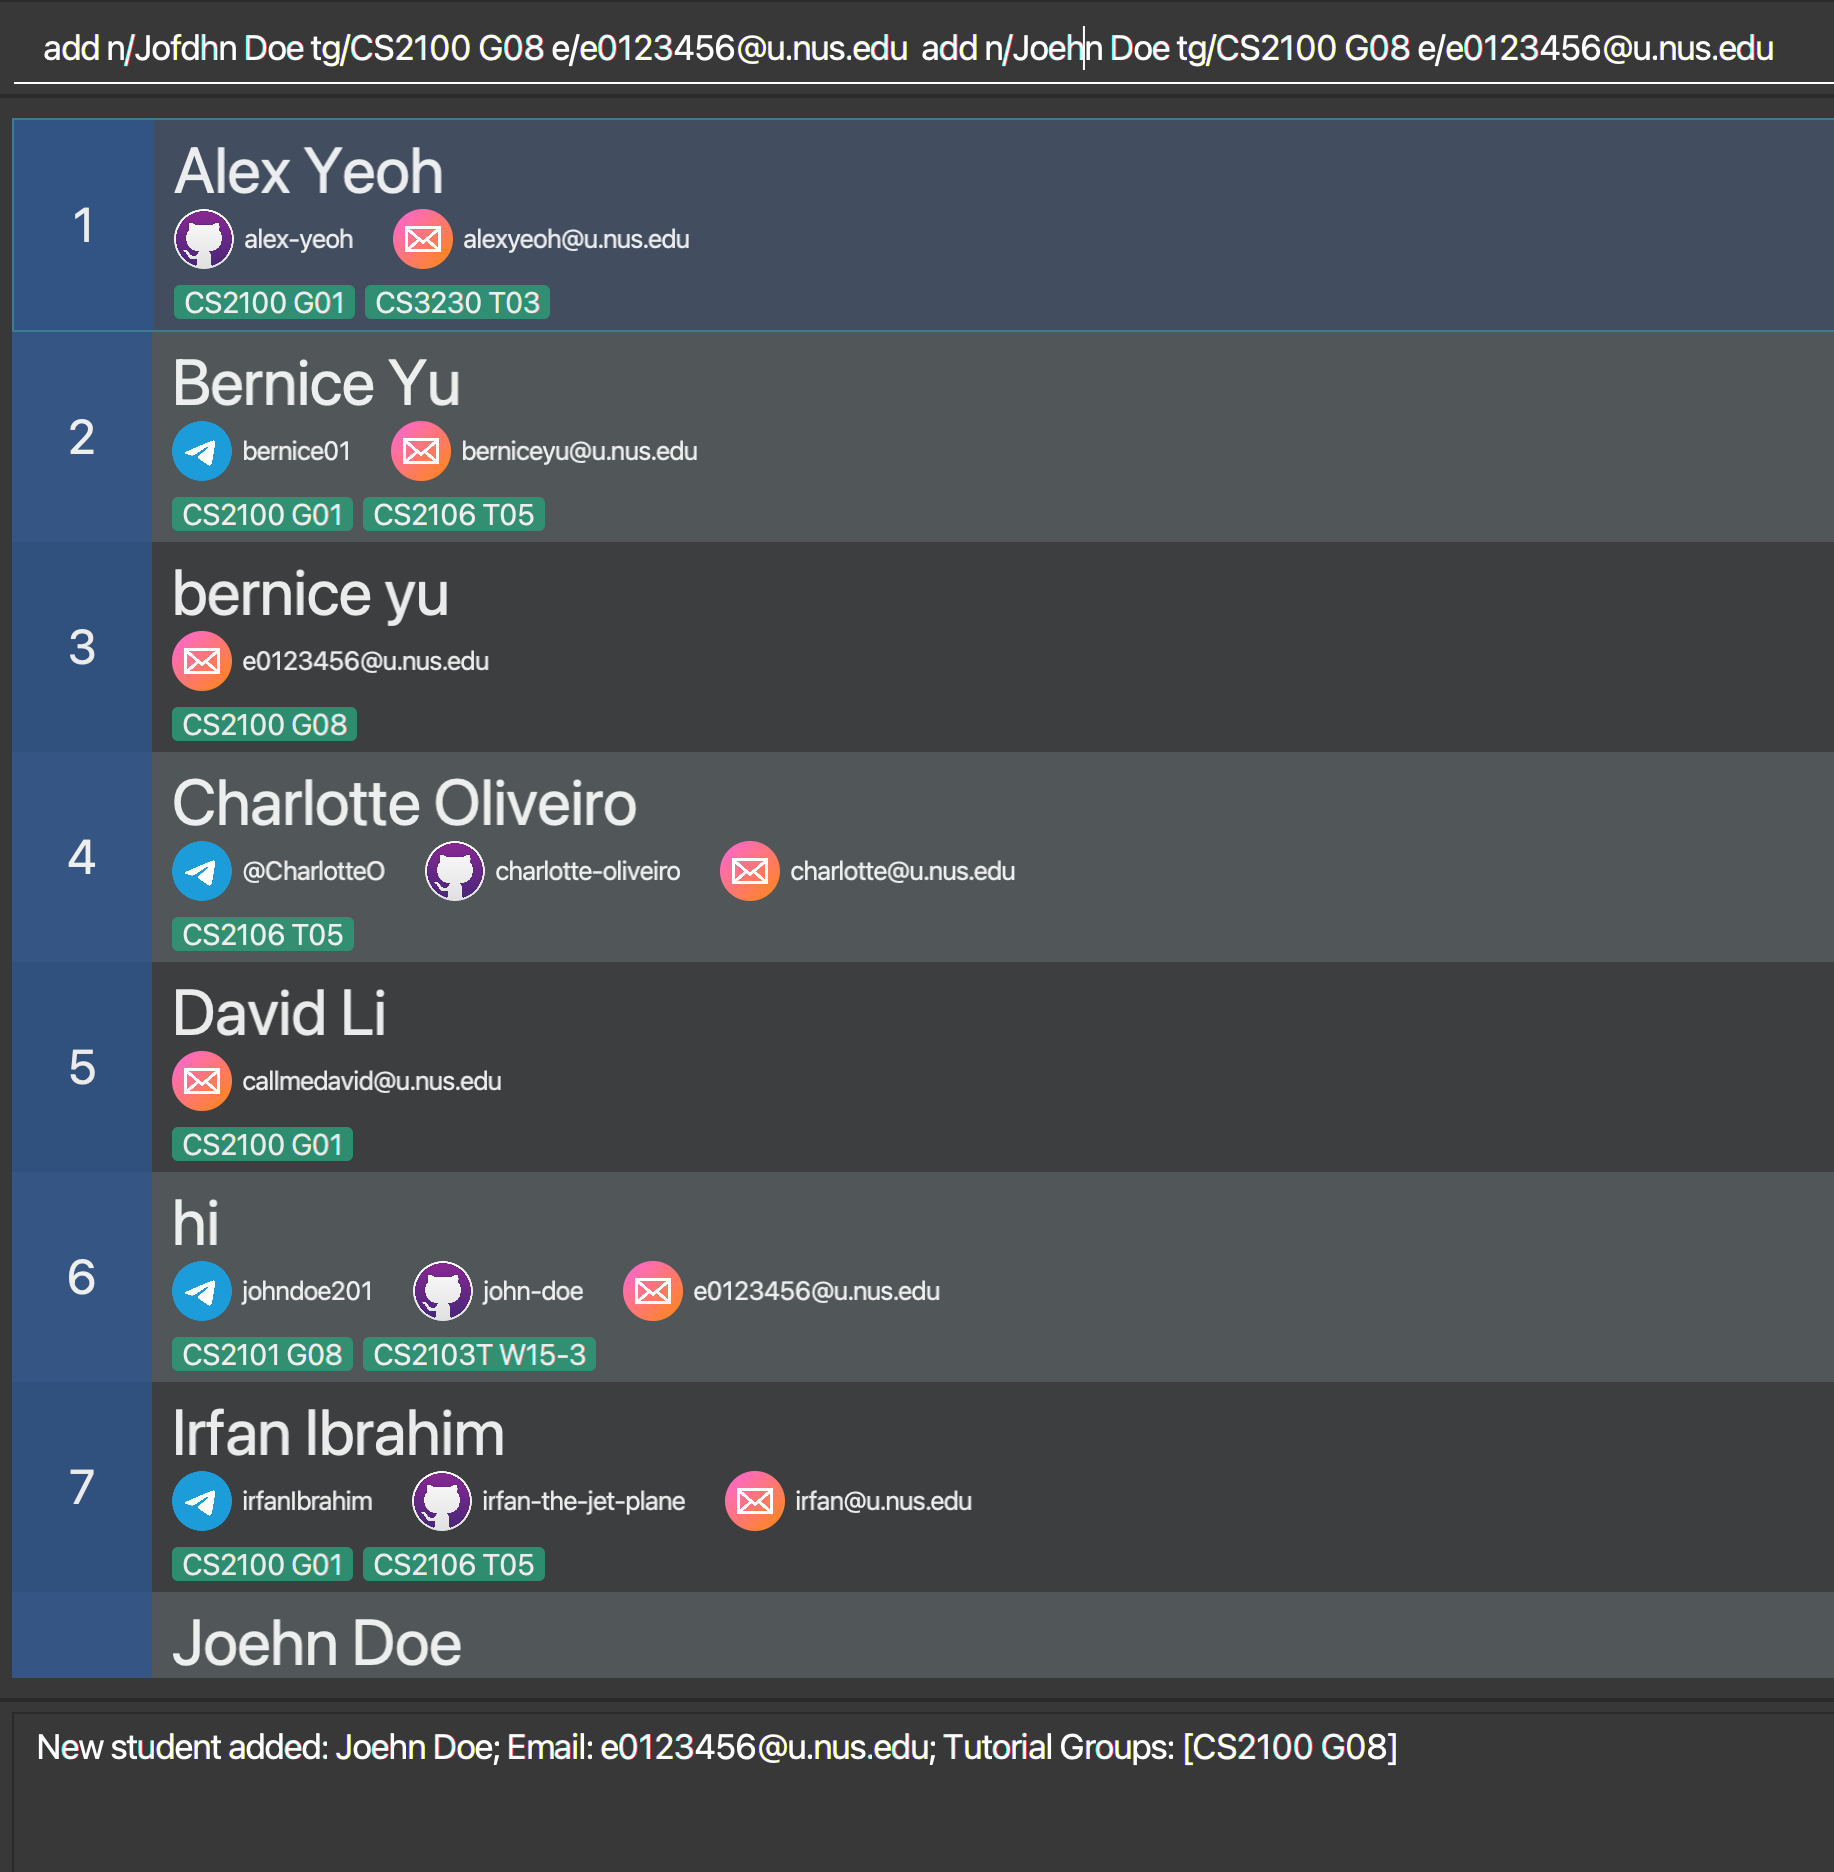 add n/Jofdhn Doe tg/CS2100 G08 e/e0123456@u.nus.edu  add n/Joehn Doe tg/CS2100 G08 e/e0123456@u.nus.edu
1
Alex Yeoh
alex-yeoh alexyeoh@u.nus.edu
CS2100 G01 CS3230 T03
2
Bernice Yu
bernice01 berniceyu@u.nus.edu
CS2100 G01 CS2106 T05
3
bernice yu
e0123456@u.nus.edu
CS2100 G08
4
Charlotte Oliveiro
@CharlotteO charlotte-oliveiro charlotte@u.nus.edu
CS2106 T05
5
David Li
callmedavid@u.nus.edu
CS2100 G01
6
hi
johndoe201 john-doe e0123456@u.nus.edu
CS2101 G08 CS2103T W15-3
7
Irfan Ibrahim
irfanIbrahim irfan-the-jet-plane irfan@u.nus.edu
CS2100 G01 CS2106 T05
Joehn Doe
New student added: Joehn Doe; Email: e0123456@u.nus.edu; Tutorial Groups: [CS2100 G08]